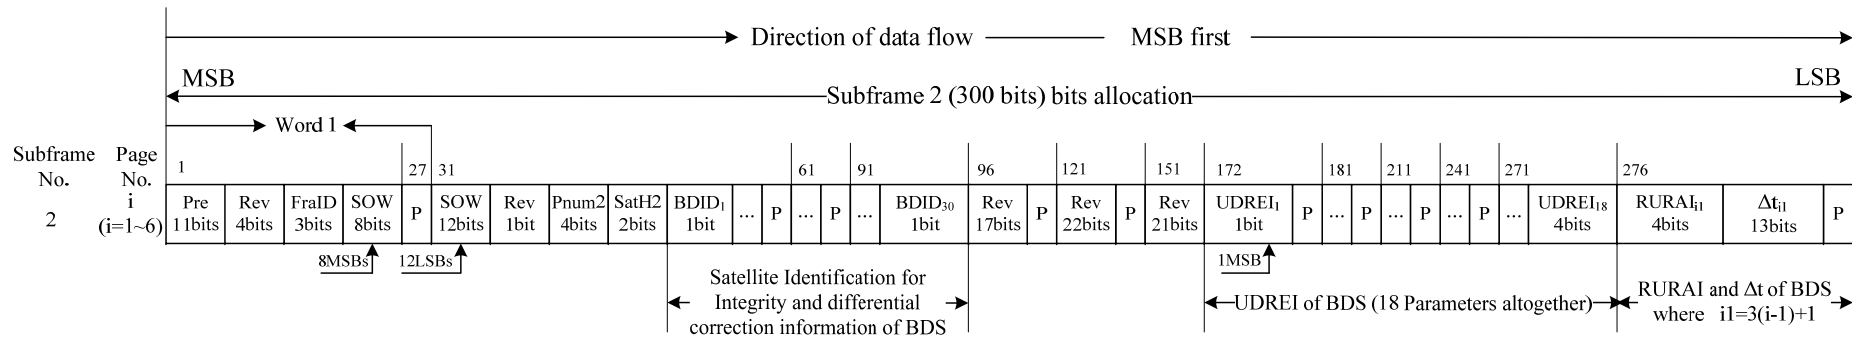 Direction of data flow MSB first
MSB LSB
Subframe 2 (300 bits) bits allocation
Word 1
Subframe No. 2
Page No. i (i=1~6)
1 27 31 61 91 96 121 151 172 181 211 241 271 276
Pre 11bits
Rev 4bits
FraID 3bits
SOW 8bits
P
SOW 12bits
Rev 1bit
Pnum2 4bits
SatH2 2bits
BDID1 1bit
...
P
...
P
...
BDID30 1bit
Rev 17bits
P
Rev 22bits
P
Rev 21bits
UDREI1 1bit
P
...
P
...
P
...
P
...
UDREI18 4bits
RURAIi1 4bits
Δti1 13bits
P
8MSBs 12LSBs 1MSB
Satellite Identification for
Integrity and differential
correction information of BDS
UDREI of BDS (18 Parameters altogether)
RURAI and Δt of BDS
where i1=3(i-1)+1